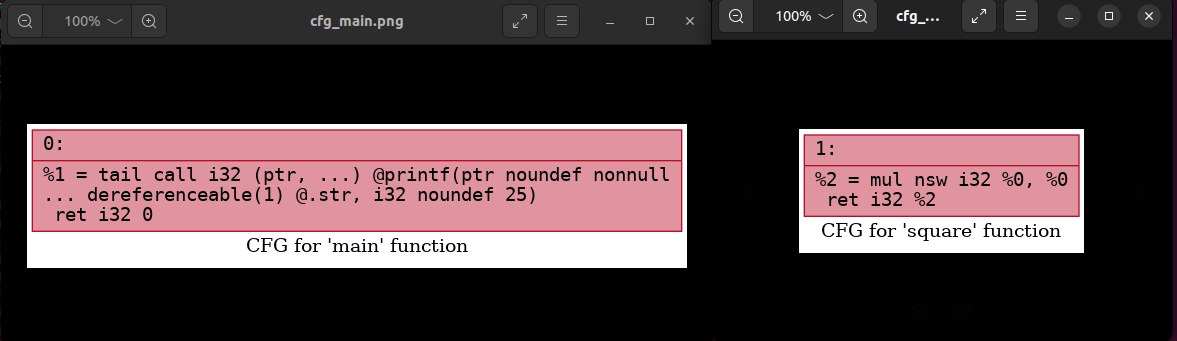 100%
cfg_main.png
0:
%1 = tail call i32 (ptr, ...) @printf(ptr noundef nonnull
... dereferenceable(1) @.str, i32 noundef 25)
ret i32 0
CFG for 'main' function
100%
cfg_...
1:
%2 = mul nsw i32 %0, %0
ret i32 %2
CFG for 'square' function